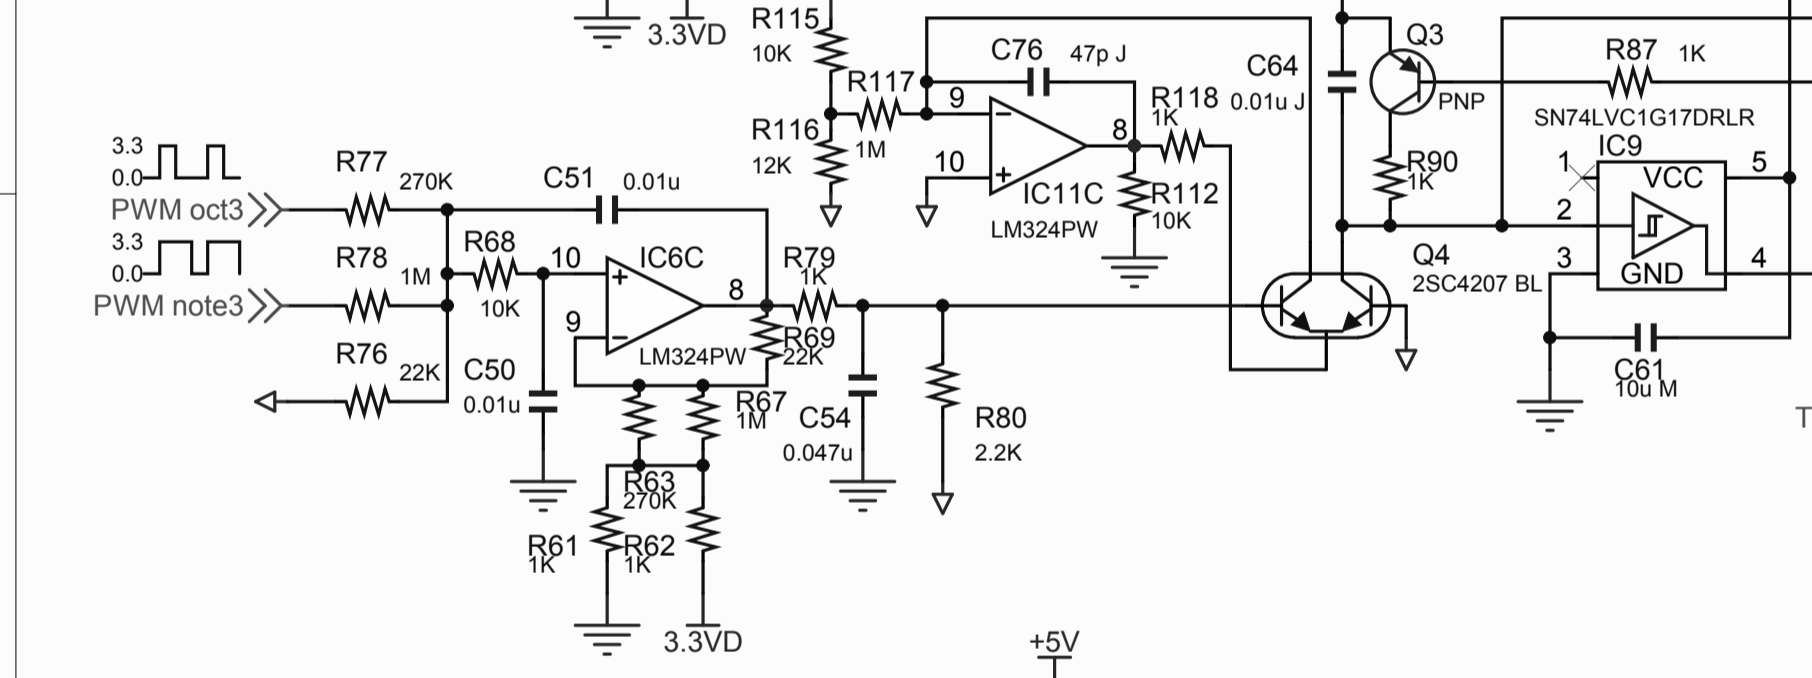 3.3VD
R115
10K
R117
1M
R116
12K
C76 47p J
9
8
10
IC11C
LM324PW
R118
1K
R112
10K
C64
0.01u J
Q3
PNP
R87 1K
R90
1K
SN74LVC1G17DRLR
IC9
1
VCC
5
2
3
GND
4
Q4
2SC4207 BL
C61
10u M
T
3.3
0.0
PWM oct3
3.3
0.0
PWM note3
R77
270K
R78
1M
R76
22K
C51 0.01u
R68
10K
10
IC6C
8
9
LM324PW
C50
0.01u
R79
1K
R69
22K
R67
1M
C54
0.047u
R80
2.2K
R63
270K
R61
1K
R62
1K
3.3VD
+5V